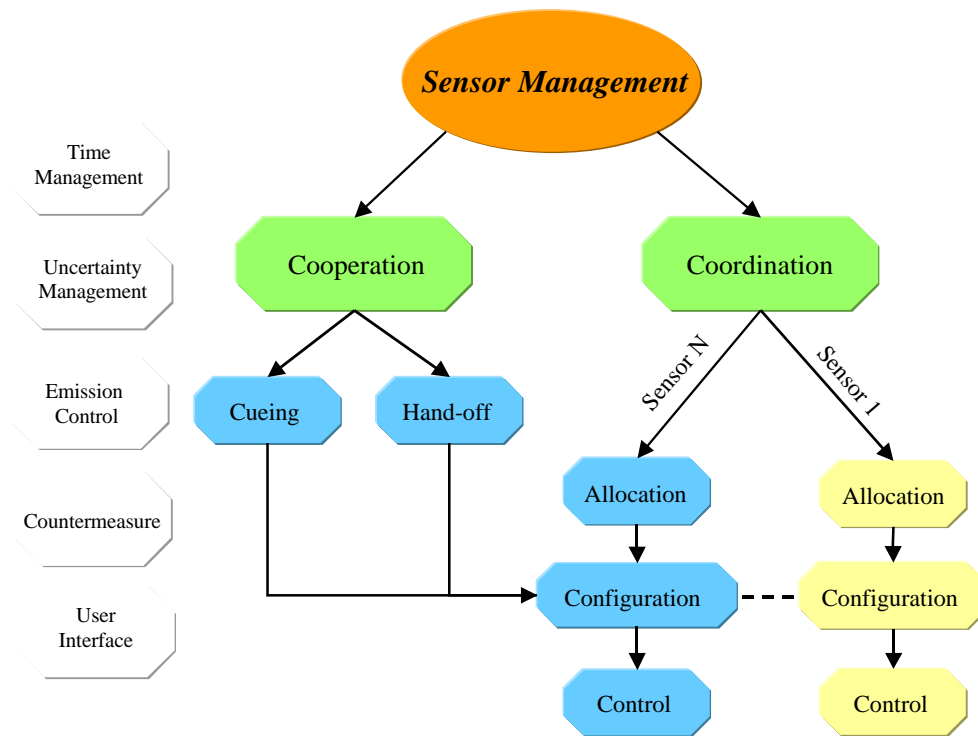 Sensor Management
Time
Management
Cooperation
Coordination
Uncertainty
Management
Sensor N
Sensor 1
Emission
Control
Cueing
Hand-off
Allocation
Allocation
Countermeasure
Configuration
Configuration
User
Interface
Control
Control